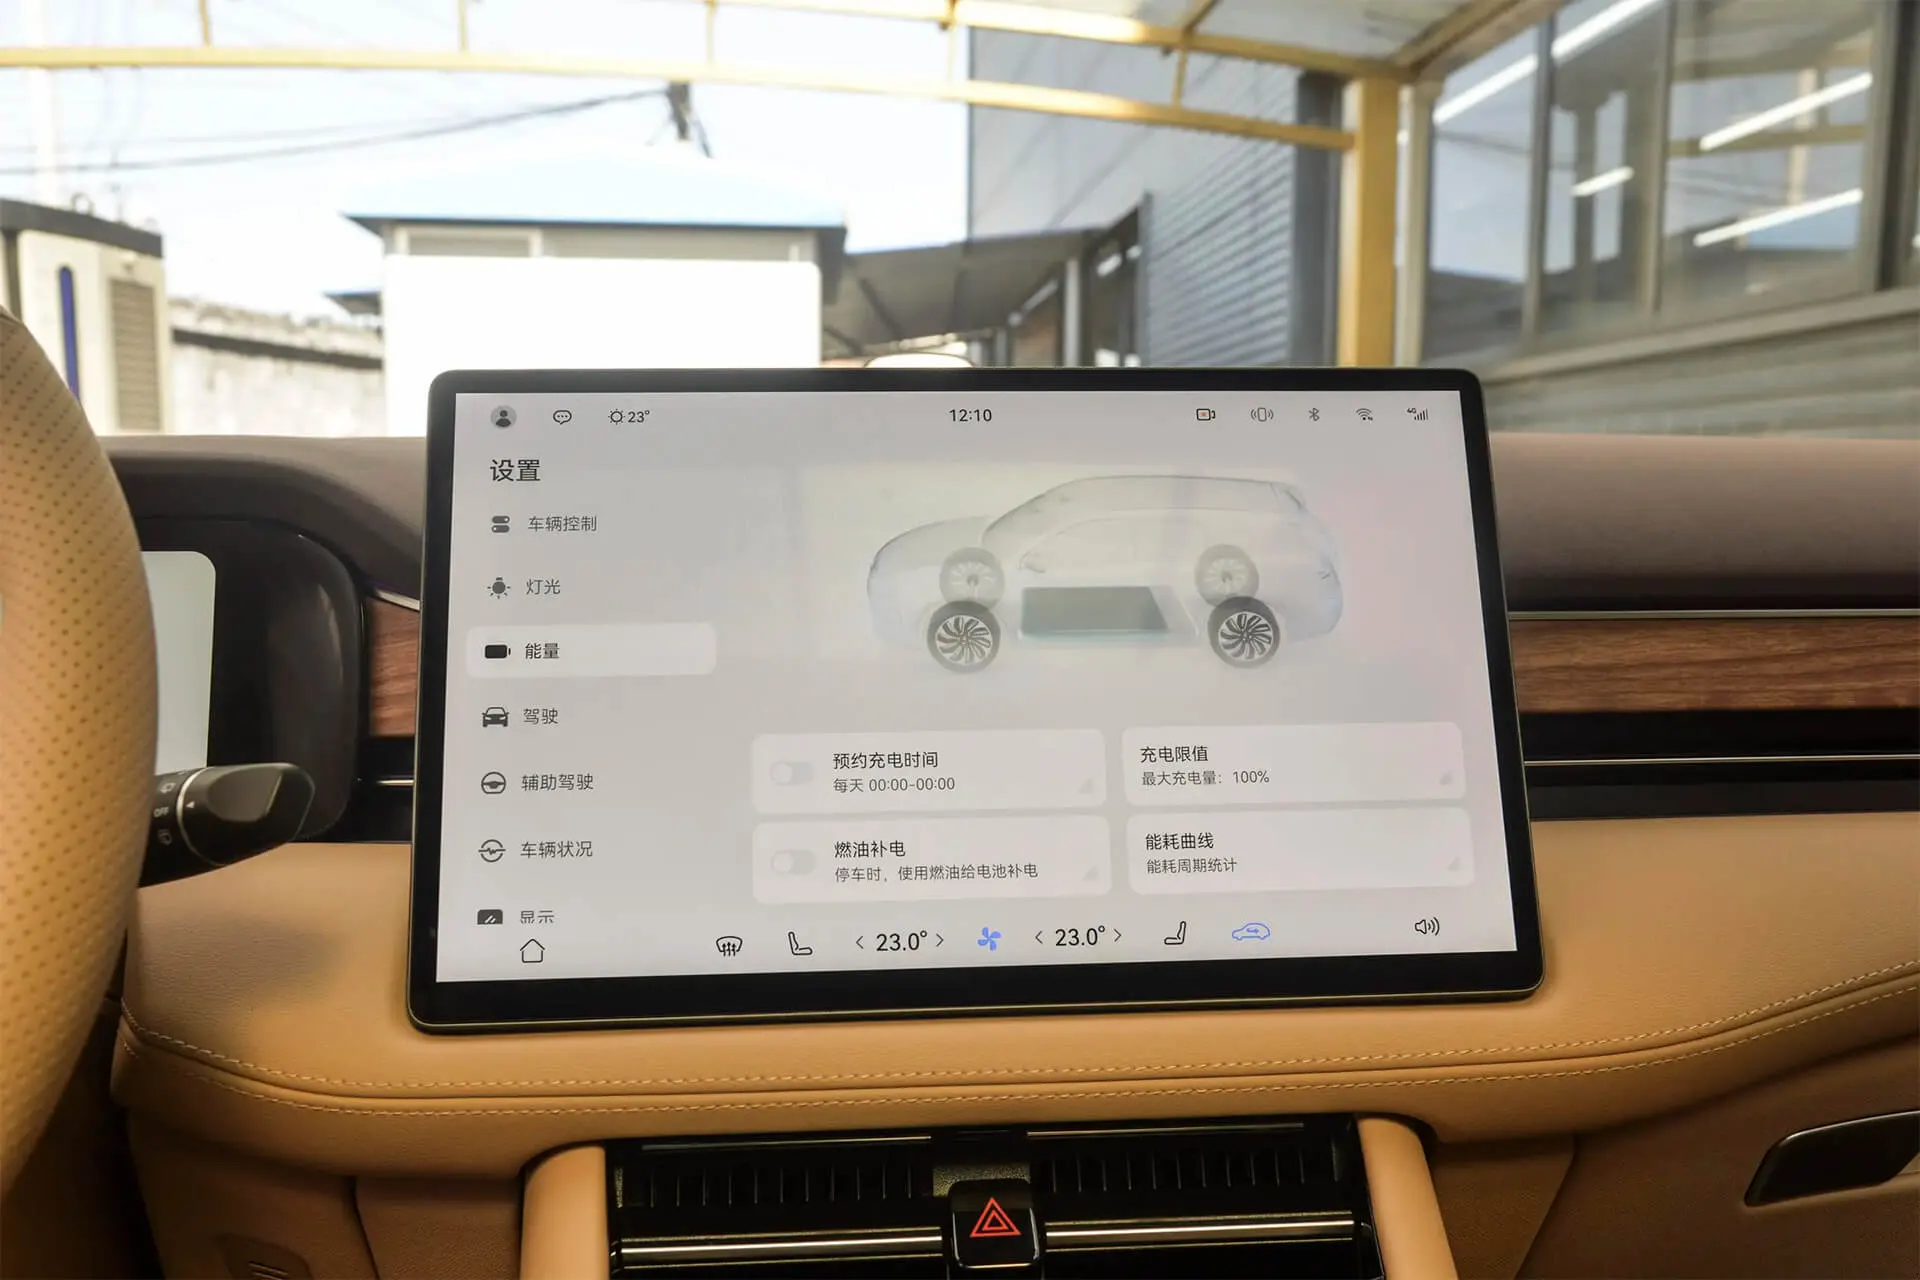 23°
12:10
4G
设置
车辆控制
灯光
能量
驾驶
辅助驾驶
车辆状况
显示
预约充电时间
每天 00:00-00:00
充电限值
最大充电量：100%
燃油补电
停车时，使用燃油给电池补电
能耗曲线
能耗周期统计
< 23.0° >
< 23.0° >
OFF